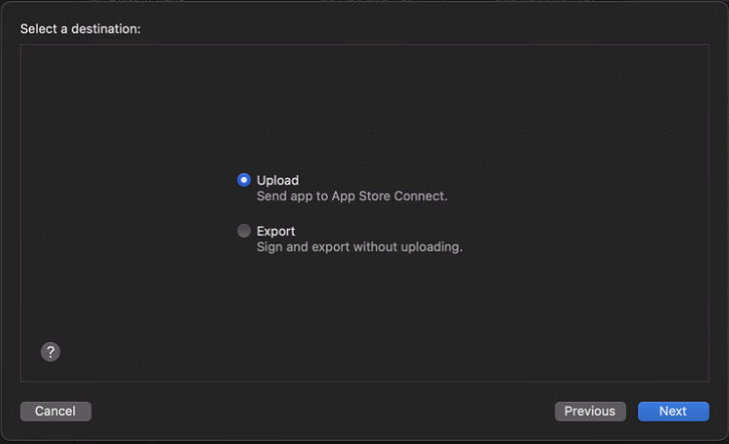 Select a destination:
Upload
Send app to App Store Connect.
Export
Sign and export without uploading.
?
Cancel
Previous
Next